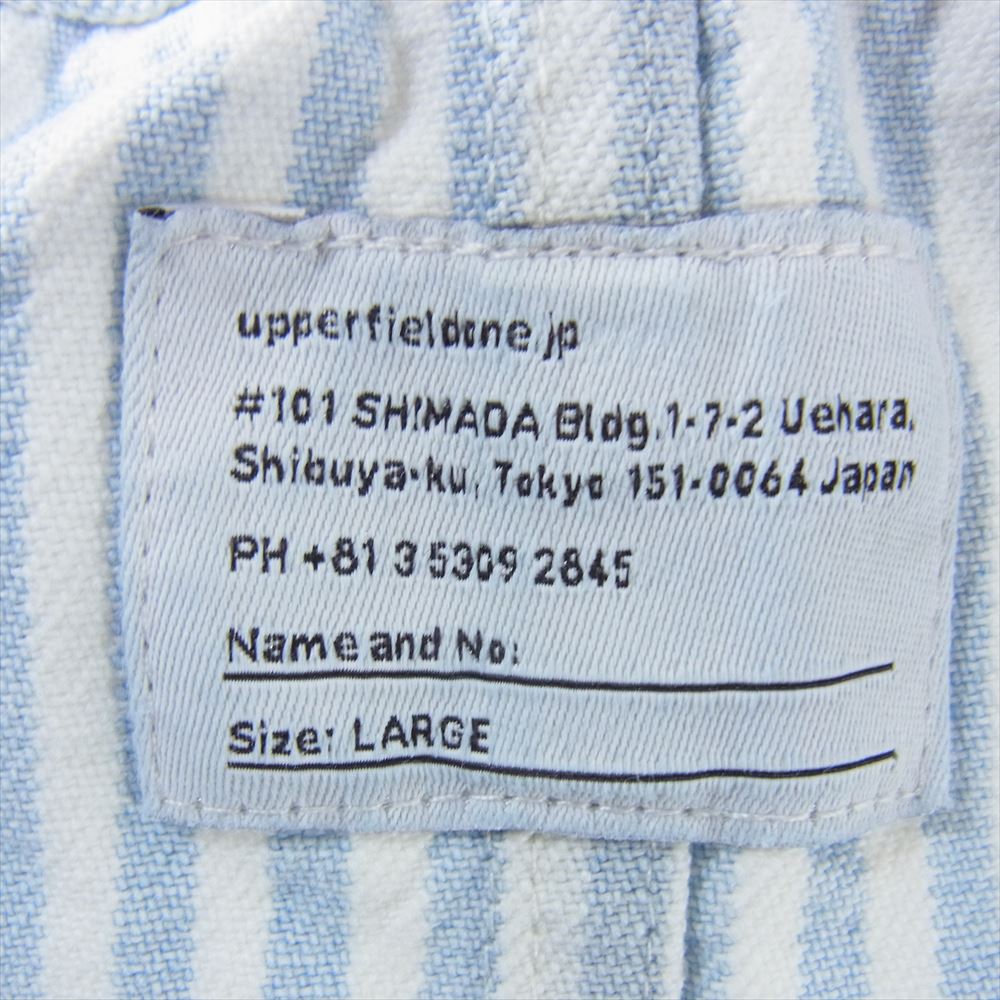 upperfieldone.jp
#101 SHIMADA Bldg.1-7-2 Uehara,
Shibuya-ku, Tokyo 151-0064 Japan
PH +81 3 5309 2845
Name and No:
Size: LARGE